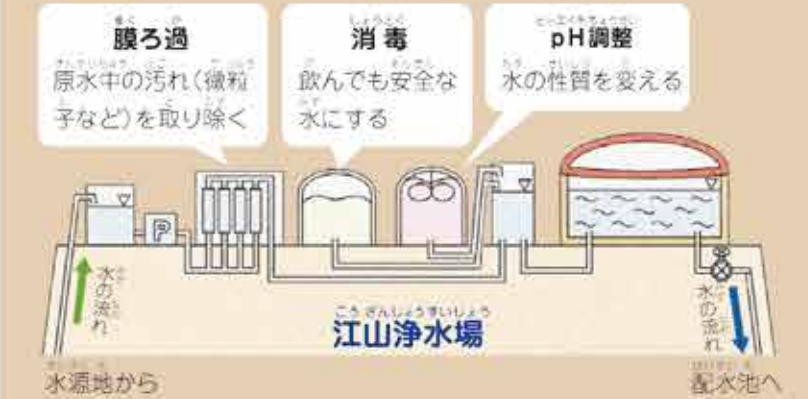 膜ろ過
原水中の汚れ(微粒
子など)を取り除く
消毒
飲んでも安全な
水にする
pH調整
水の性質を変える
P
水の流れ
江山浄水場
水の流れ
水源地から
配水池へ